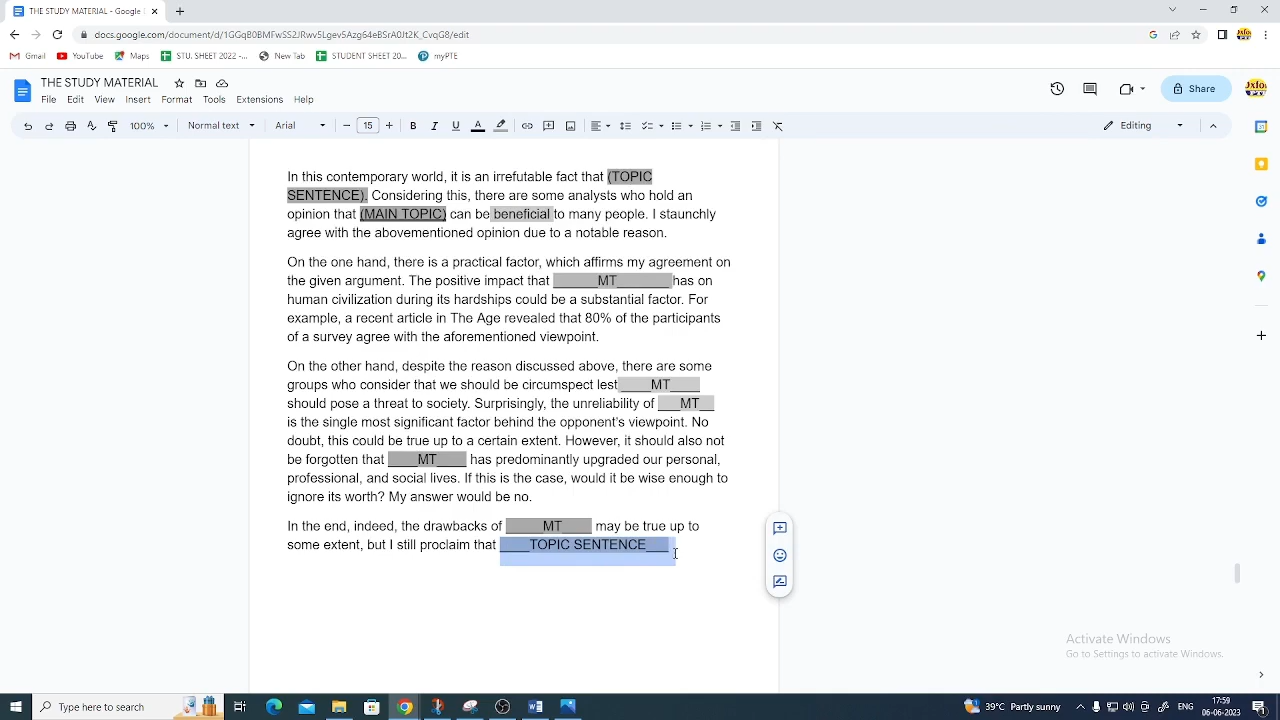 THE STUDY MATERIAL - Google D
docs.google.com/document/d/1GGqB0BMFwSS2JRwv5Lgev5Azg64eBSrA0Jt2K_CvqG8/edit
Gmail YouTube Maps STU. SHEET 2022 -... New Tab STUDENT SHEET 20... myPTE
THE STUDY MATERIAL
File Edit View Insert Format Tools Extensions Help
Share
100% Normal text Arial 15 B I U A Editing
In this contemporary world, it is an irrefutable fact that (TOPIC
SENTENCE). Considering this, there are some analysts who hold an
opinion that (MAIN TOPIC) can be beneficial to many people. I staunchly
agree with the abovementioned opinion due to a notable reason.
On the one hand, there is a practical factor, which affirms my agreement on
the given argument. The positive impact that ______MT_______ has on
human civilization during its hardships could be a substantial factor. For
example, a recent article in The Age revealed that 80% of the participants
of a survey agree with the aforementioned viewpoint.
On the other hand, despite the reason discussed above, there are some
groups who consider that we should be circumspect lest ____MT____
should pose a threat to society. Surprisingly, the unreliability of ___MT__
is the single most significant factor behind the opponent's viewpoint. No
doubt, this could be true up to a certain extent. However, it should also not
be forgotten that ____MT____ has predominantly upgraded our personal,
professional, and social lives. If this is the case, would it be wise enough to
ignore its worth? My answer would be no.
In the end, indeed, the drawbacks of _____MT____ may be true up to
some extent, but I still proclaim that ____TOPIC SENTENCE___
Activate Windows
Go to Settings to activate Windows.
Type here to search
39°C Partly sunny ENG 17:59
06-06-2023